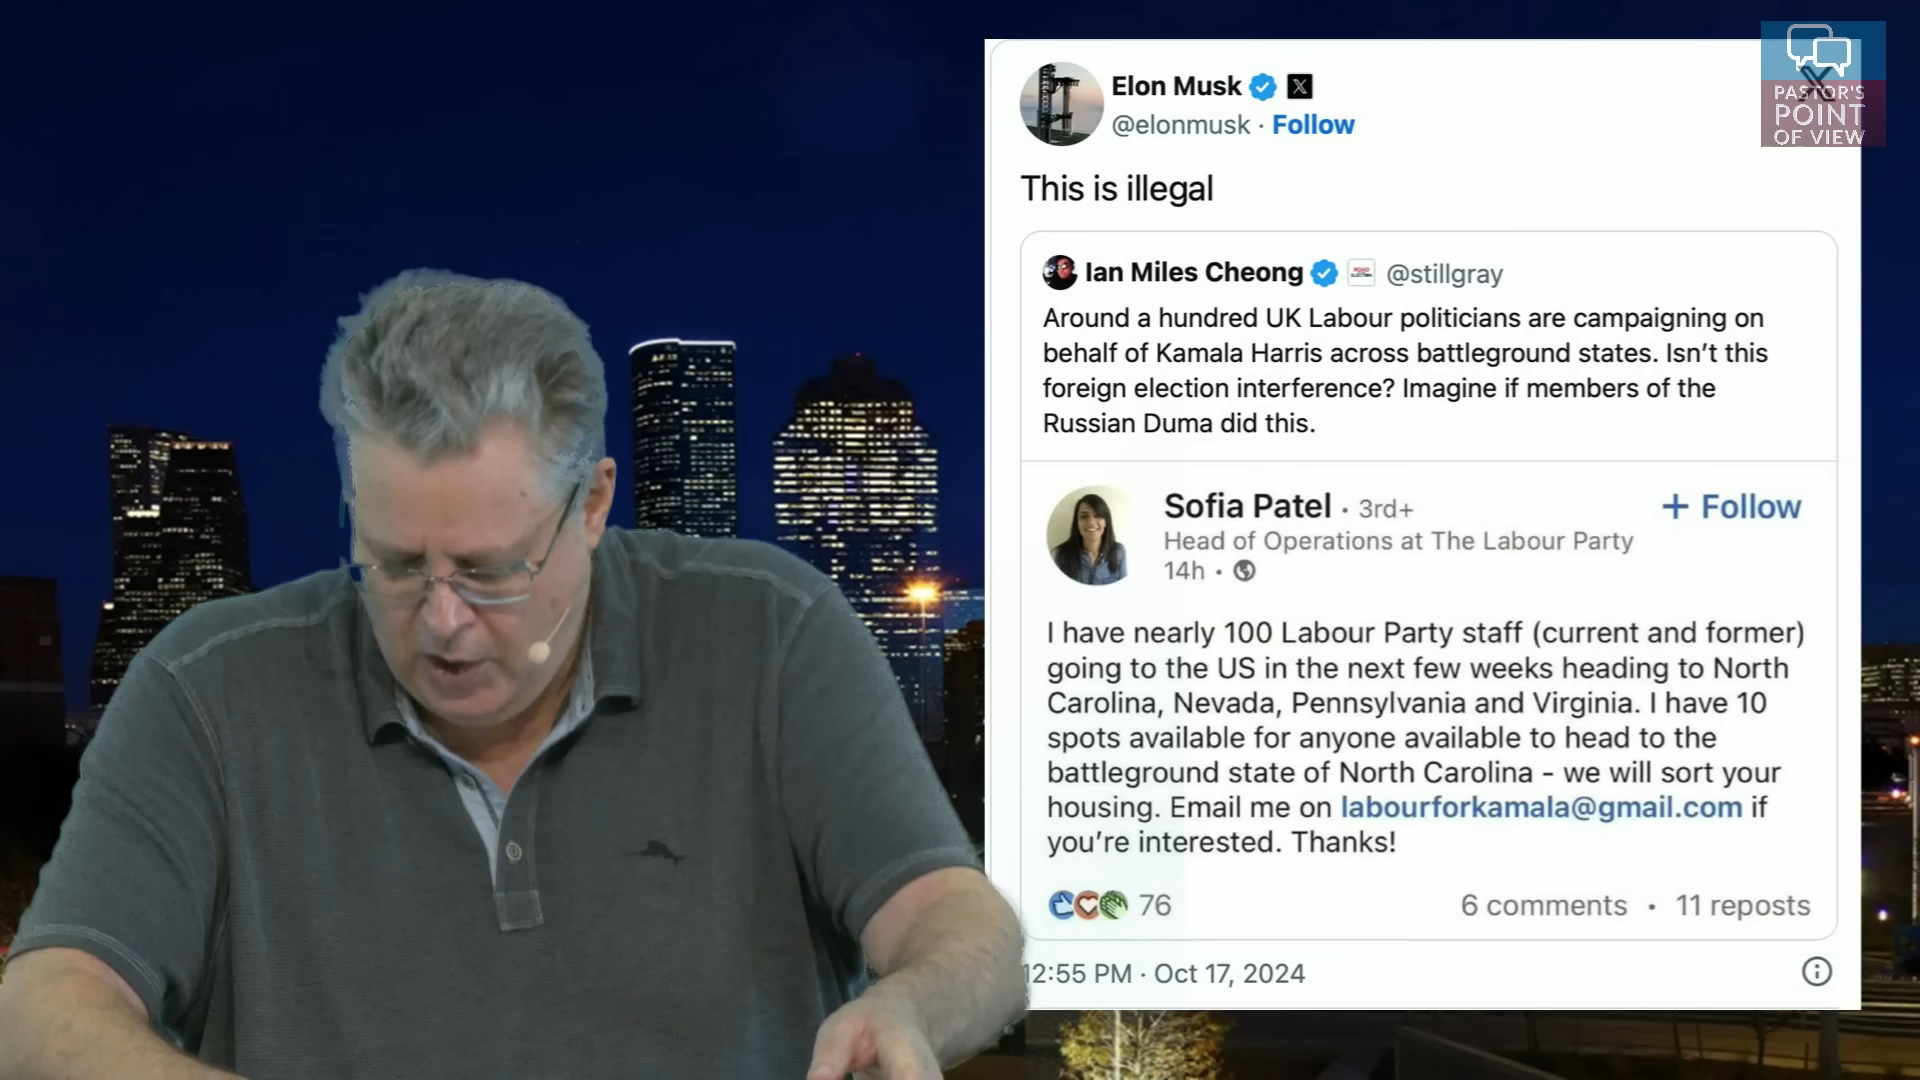 PASTOR'S
POINT
OF VIEW
Elon Musk
@elonmusk · Follow
This is illegal
Ian Miles Cheong @stillgray
Around a hundred UK Labour politicians are campaigning on
behalf of Kamala Harris across battleground states. Isn't this
foreign election interference? Imagine if members of the
Russian Duma did this.
Sofia Patel · 3rd+
+ Follow
Head of Operations at The Labour Party
14h ·
I have nearly 100 Labour Party staff (current and former)
going to the US in the next few weeks heading to North
Carolina, Nevada, Pennsylvania and Virginia. I have 10
spots available for anyone available to head to the
battleground state of North Carolina - we will sort your
housing. Email me on labourforkamala@gmail.com if
you're interested. Thanks!
76
6 comments · 11 reposts
12:55 PM · Oct 17, 2024